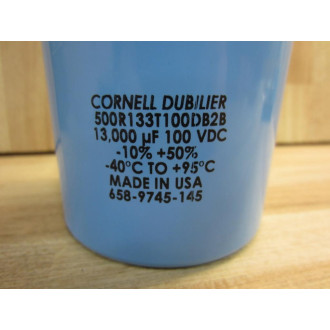 CORNELL DUBILIER
500R133T100DB2B
13,000 µF 100 VDC
-10% +50%
-40°C TO +95°C
MADE IN USA
658-9745-145